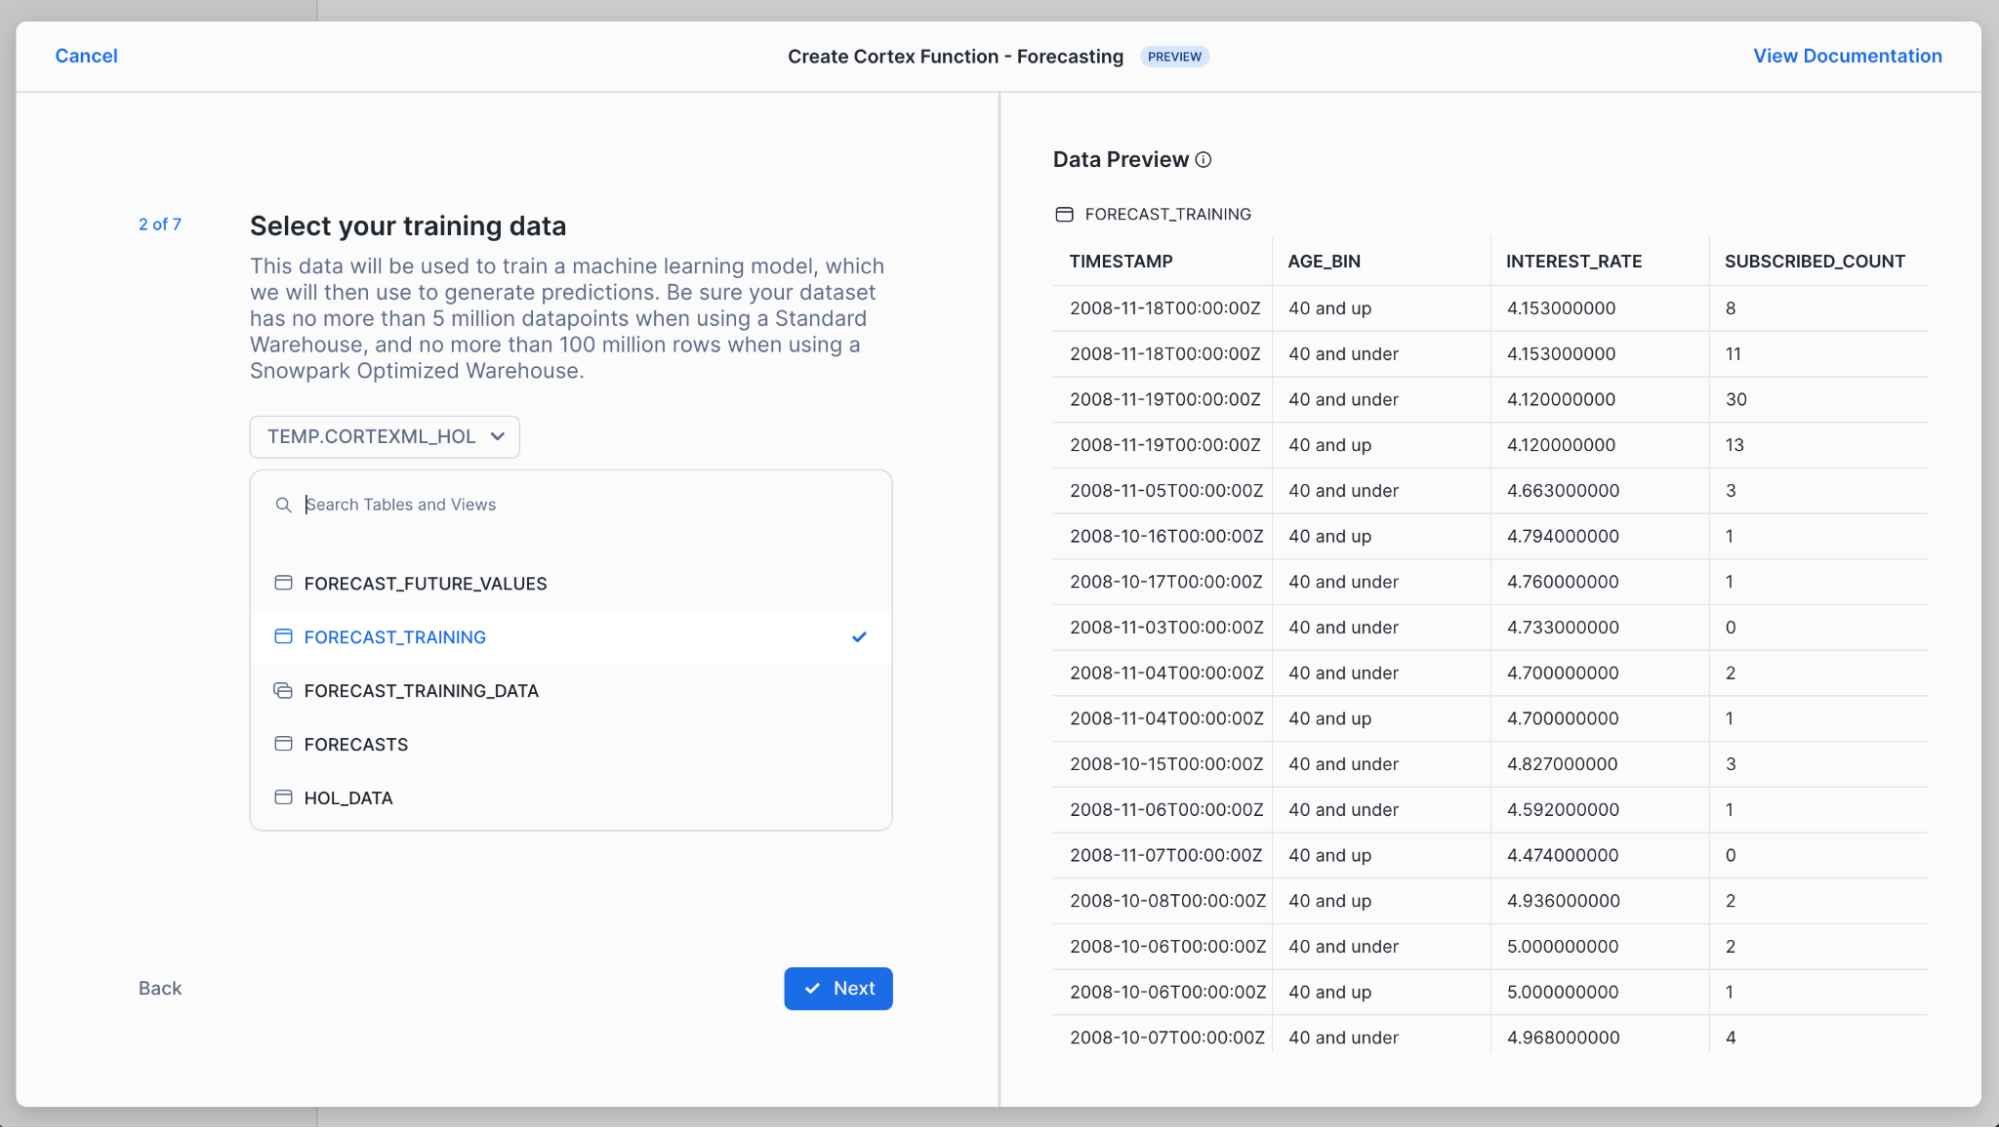 Cancel
Create Cortex Function - Forecasting
PREVIEW
View Documentation
2 of 7
Select your training data
This data will be used to train a machine learning model, which
we will then use to generate predictions. Be sure your dataset
has no more than 5 million datapoints when using a Standard
Warehouse, and no more than 100 million rows when using a
Snowpark Optimized Warehouse.
TEMP.CORTEXML_HOL
Search Tables and Views
FORECAST_FUTURE_VALUES
FORECAST_TRAINING
FORECAST_TRAINING_DATA
FORECASTS
HOL_DATA
Back
Next
Data Preview
FORECAST_TRAINING
TIMESTAMP AGE_BIN INTEREST_RATE SUBSCRIBED_COUNT
2008-11-18T00:00:00Z 40 and up 4.153000000 8
2008-11-18T00:00:00Z 40 and under 4.153000000 11
2008-11-19T00:00:00Z 40 and under 4.120000000 30
2008-11-19T00:00:00Z 40 and up 4.120000000 13
2008-11-05T00:00:00Z 40 and under 4.663000000 3
2008-10-16T00:00:00Z 40 and up 4.794000000 1
2008-10-17T00:00:00Z 40 and under 4.760000000 1
2008-11-03T00:00:00Z 40 and under 4.733000000 0
2008-11-04T00:00:00Z 40 and under 4.700000000 2
2008-11-04T00:00:00Z 40 and up 4.700000000 1
2008-10-15T00:00:00Z 40 and under 4.827000000 3
2008-11-06T00:00:00Z 40 and under 4.592000000 1
2008-11-07T00:00:00Z 40 and up 4.474000000 0
2008-10-08T00:00:00Z 40 and up 4.936000000 2
2008-10-06T00:00:00Z 40 and under 5.000000000 2
2008-10-06T00:00:00Z 40 and up 5.000000000 1
2008-10-07T00:00:00Z 40 and under 4.968000000 4